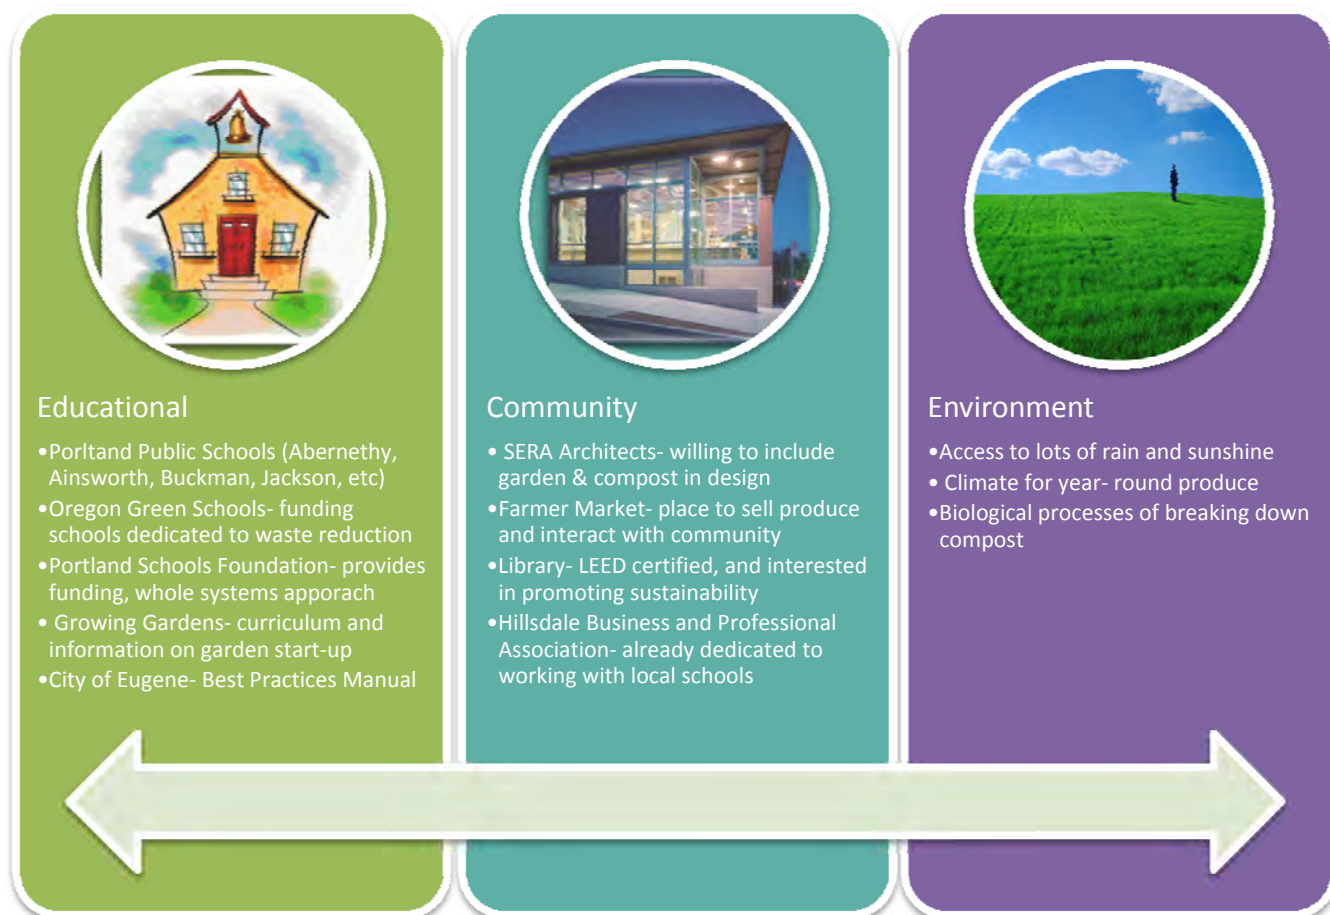 Educational
•Porltand Public Schools (Abernethy,
Ainsworth, Buckman, Jackson, etc)
•Oregon Green Schools- funding
schools dedicated to waste reduction
•Portland Schools Foundation- provides
funding, whole systems apporach
• Growing Gardens- curriculum and
information on garden start-up
•City of Eugene- Best Practices Manual
Community
• SERA Architects- willing to include
garden & compost in design
•Farmer Market- place to sell produce
and interact with community
•Library- LEED certified, and interested
in promoting sustainability
•Hillsdale Business and Professional
Association- already dedicated to
working with local schools
Environment
•Access to lots of rain and sunshine
• Climate for year- round produce
•Biological processes of breaking down
compost